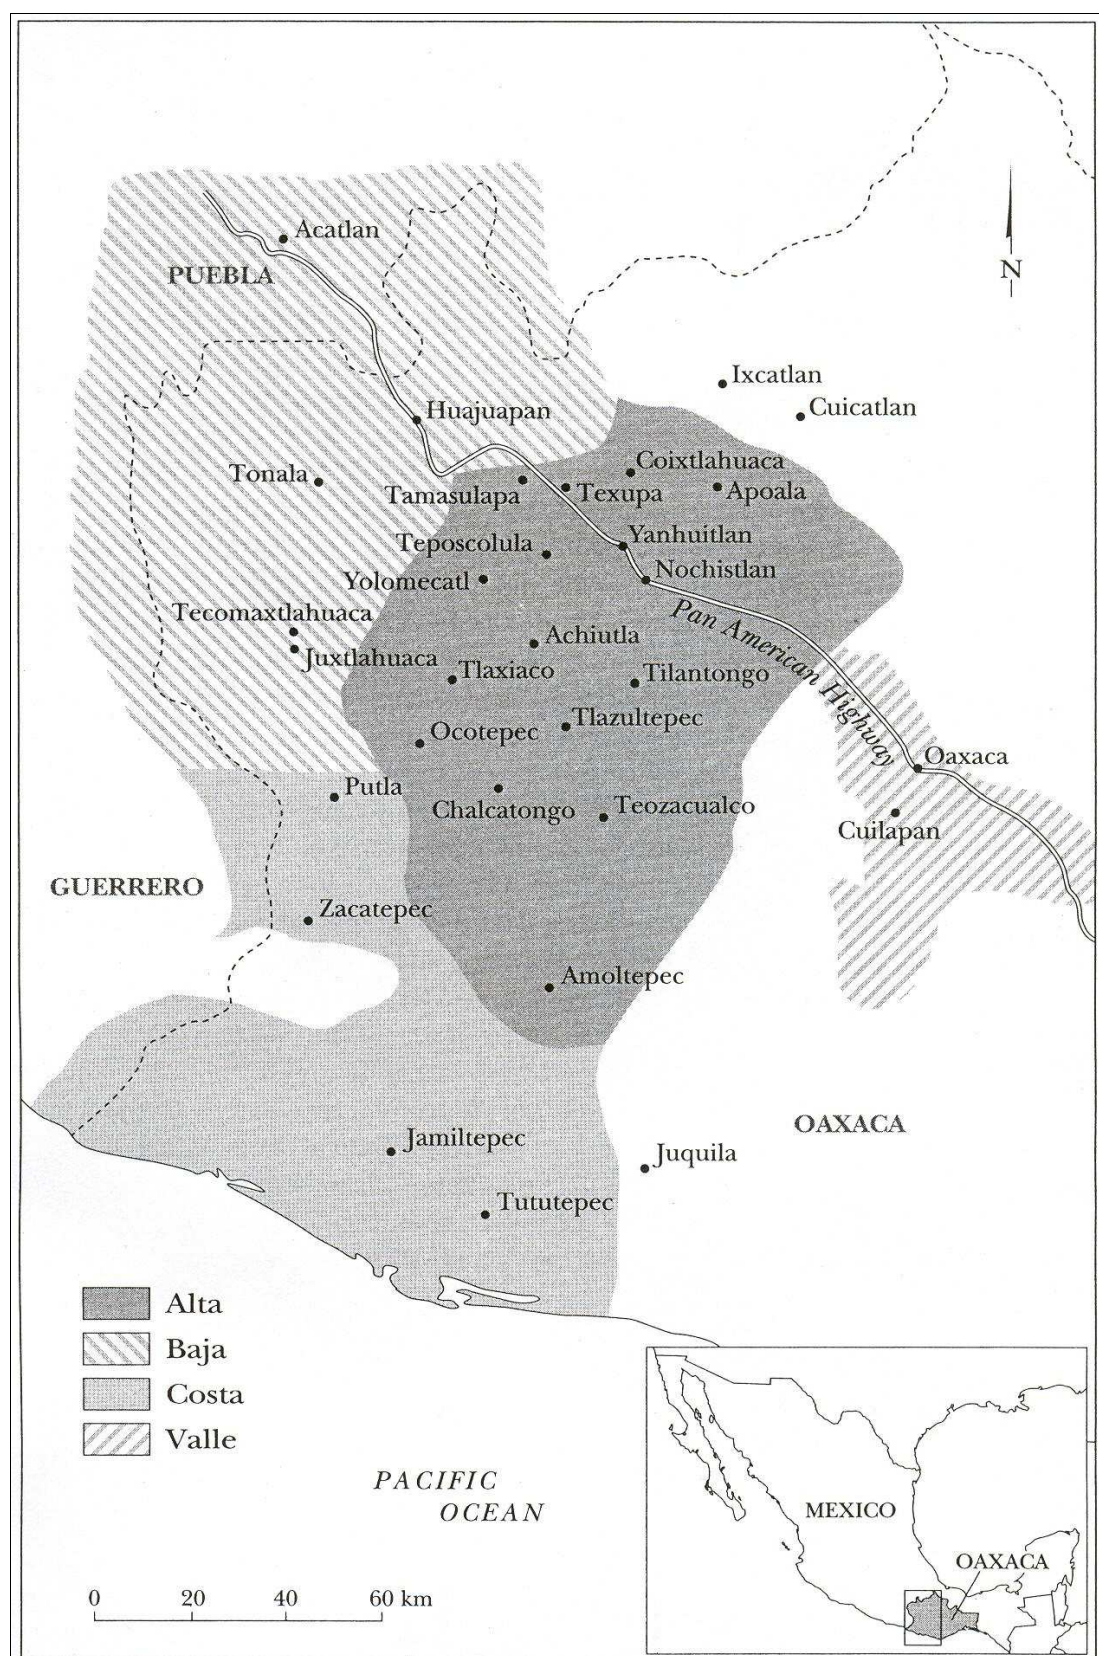 Acatlan
PUEBLA
N
Ixcatlan
Cuicatlan
Huajuapan
Coixtlahuaca
Tonala
Tamasulapa
Texupa
Apoala
Yanhuitlan
Teposcolula
Nochistlan
Yolomecatl
Pan American Highway
Tecomaxtlahuaca
Achiutla
Juxtlahuaca
Tlaxiaco
Tilantongo
Tlazultepec
Ocotepec
Oaxaca
Putla
Chalcatongo
Teozacualco
Cuilapan
GUERRERO
Zacatepec
Amoltepec
OAXACA
Jamiltepec
Juquila
Tututepec
Alta
Baja
Costa
Valle
PACIFIC
OCEAN
MEXICO
OAXACA
0 20 40 60 km